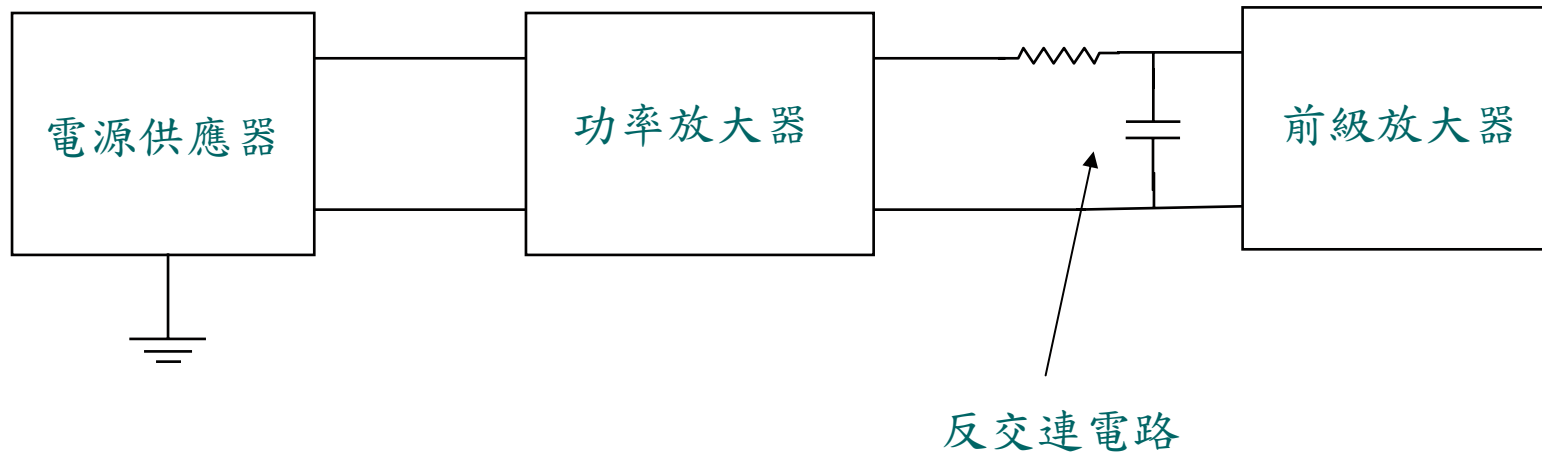 電源供應器
功率放大器
前級放大器
反交連電路